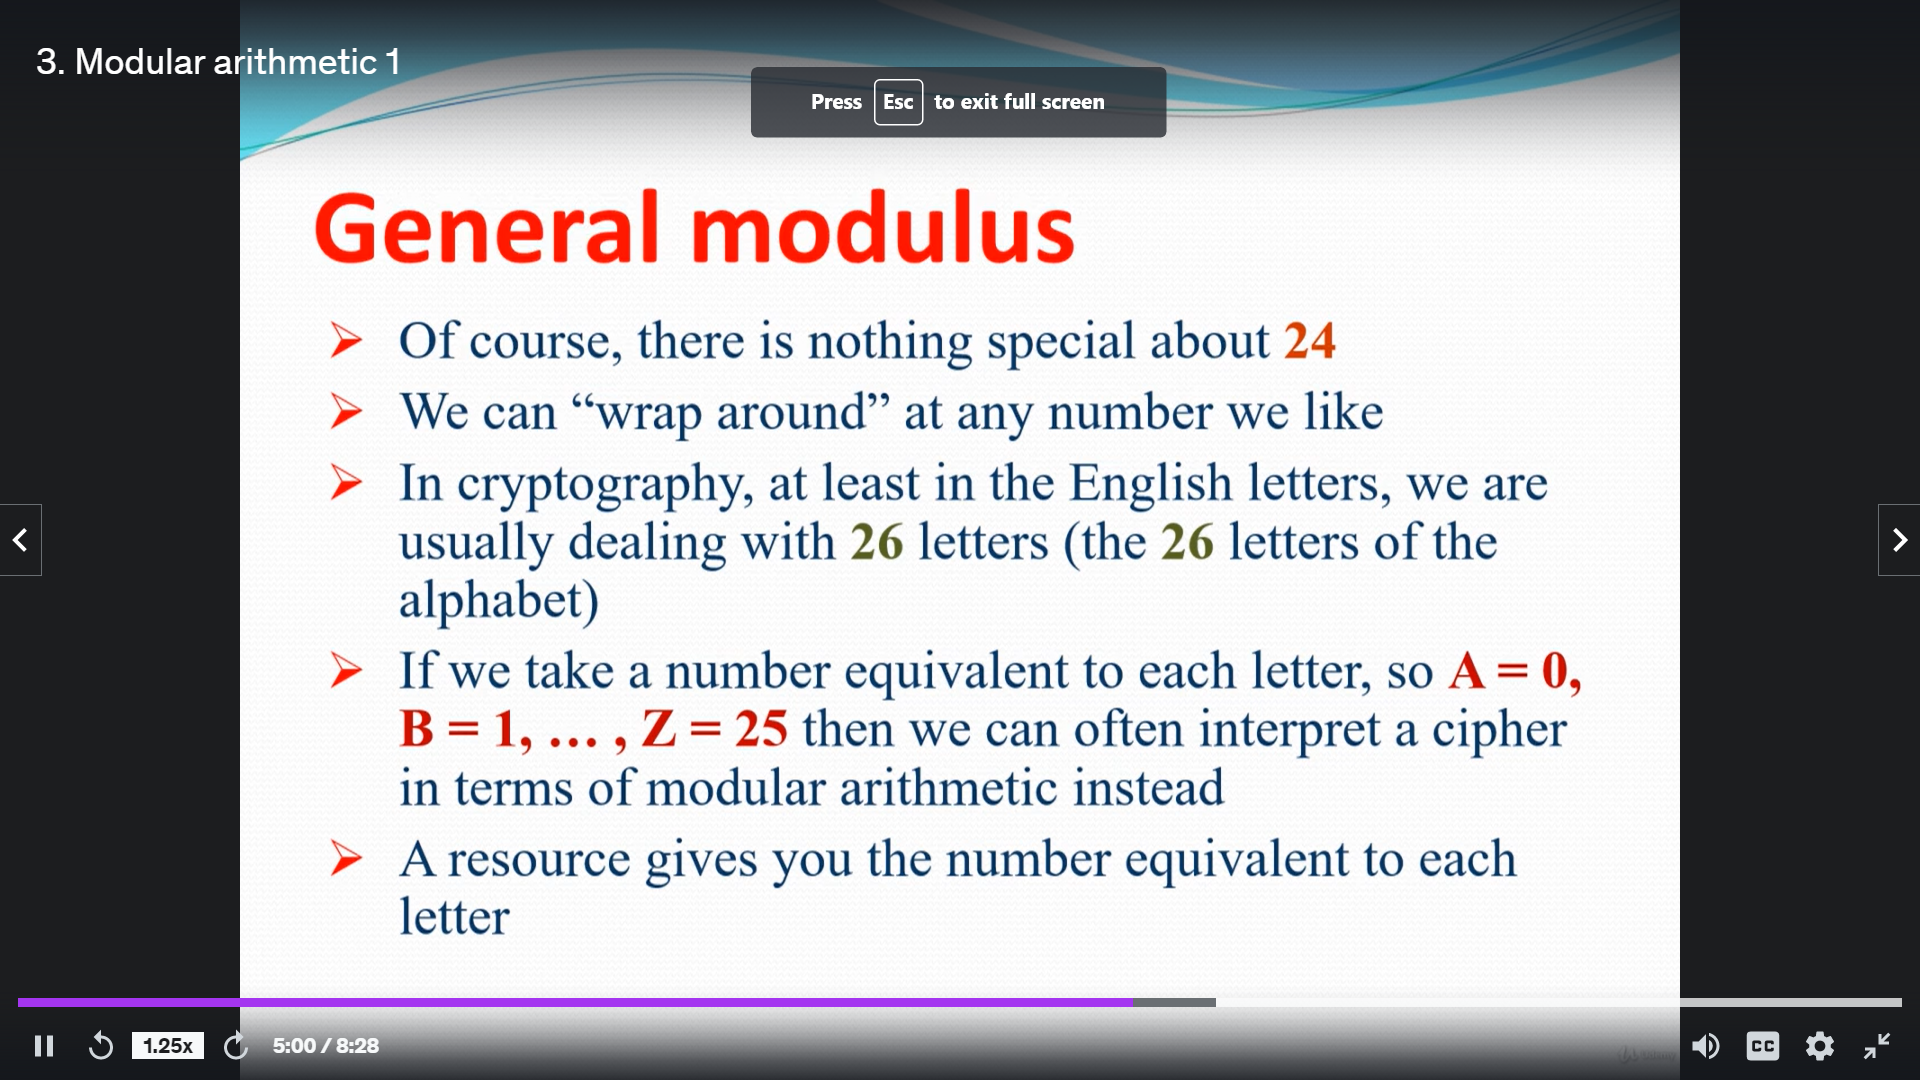 3. Modular arithmetic 1
Press Esc to exit full screen
General modulus
➢ Of course, there is nothing special about 24
➢ We can “wrap around” at any number we like
➢ In cryptography, at least in the English letters, we are
usually dealing with 26 letters (the 26 letters of the
alphabet)
➢ If we take a number equivalent to each letter, so A = 0,
B = 1, … , Z = 25 then we can often interpret a cipher
in terms of modular arithmetic instead
➢ A resource gives you the number equivalent to each
letter
1.25x 5:00 / 8:28 CC